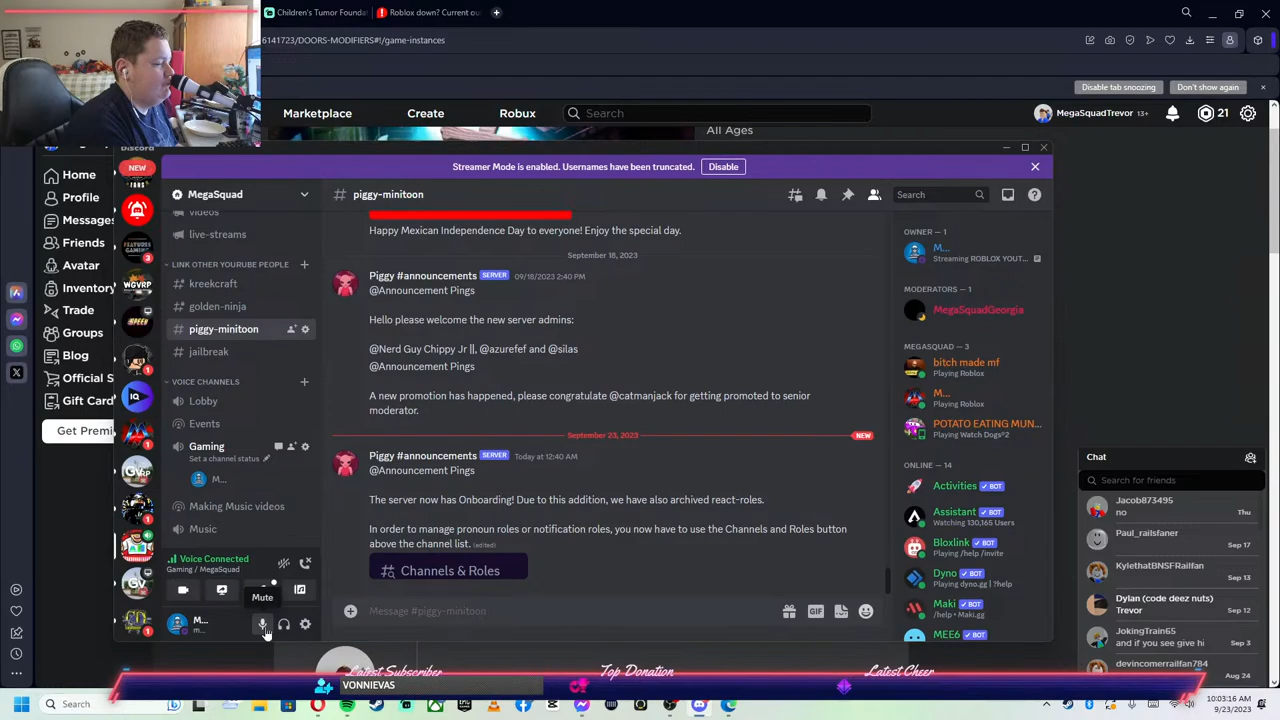 Children's Tumor Founda
Roblox down? Current ou
6141723/DOORS-MODIFIERS#!/game-instances
Disable tab snoozing
Don't show again
Marketplace
Create
Robux
Search
MegaSquadTrevor 13+
21
All Ages
Discord
NEW
Streamer Mode is enabled. Usernames have been truncated.
Disable
Home
Profile
Messages
Friends
Avatar
Inventory
Trade
Groups
Blog
Official S
Gift Card
Get Premi
MegaSquad
videos
live-streams
LINK OTHER YOURUBE PEOPLE
kreekcraft
golden-ninja
piggy-minitoon
jailbreak
VOICE CHANNELS
Lobby
Events
Gaming
Set a channel status
M...
Making Music videos
Music
Voice Connected
Gaming / MegaSquad
Mute
M...
m...
piggy-minitoon
Search
Happy Mexican Independence Day to everyone! Enjoy the special day.
September 18, 2023
Piggy #announcements SERVER 09/18/2023 2:40 PM
@Announcement Pings
Hello please welcome the new server admins:
@Nerd Guy Chippy Jr ||, @azurefef and @silas
@Announcement Pings
A new promotion has happened, please congratulate @catmanjack for getting promoted to senior
moderator.
September 23, 2023
NEW
Piggy #announcements SERVER Today at 12:40 AM
@Announcement Pings
The server now has Onboarding! Due to this addition, we have also archived react-roles.
In order to manage pronoun roles or notification roles, you now have to use the Channels and Roles button
above the channel list. (edited)
Channels & Roles
Message #piggy-minitoon
GIF
OWNER — 1
M...
Streaming ROBLOX YOUT...
MODERATORS — 1
MegaSquadGeorgia
MEGASQUAD — 3
bitch made mf
Playing Roblox
M...
Playing Roblox
POTATO EATING MUN...
Playing Watch Dogs®2
ONLINE — 14
Activities BOT
Assistant BOT
Watching 130,165 Users
Bloxlink BOT
Playing /help /invite
Dyno BOT
Playing dyno.gg | ?help
Maki BOT
/help • Maki.gg
MEE6 BOT
Chat
Search for friends
Jacob873495
no
Thu
Paul_railsfaner
Sep 17
KylethatBNSFRailfan
Dylan (code deez nuts)
Trevor
Sep 13
JokingTrain65
and if you see give hi
Sep 3
devincomerraifan784
Aug 24
Latest Subscriber
VONNIEVAS
Top Donation
Latest Cheer
Search
10:03:16 AM
9/23/2023